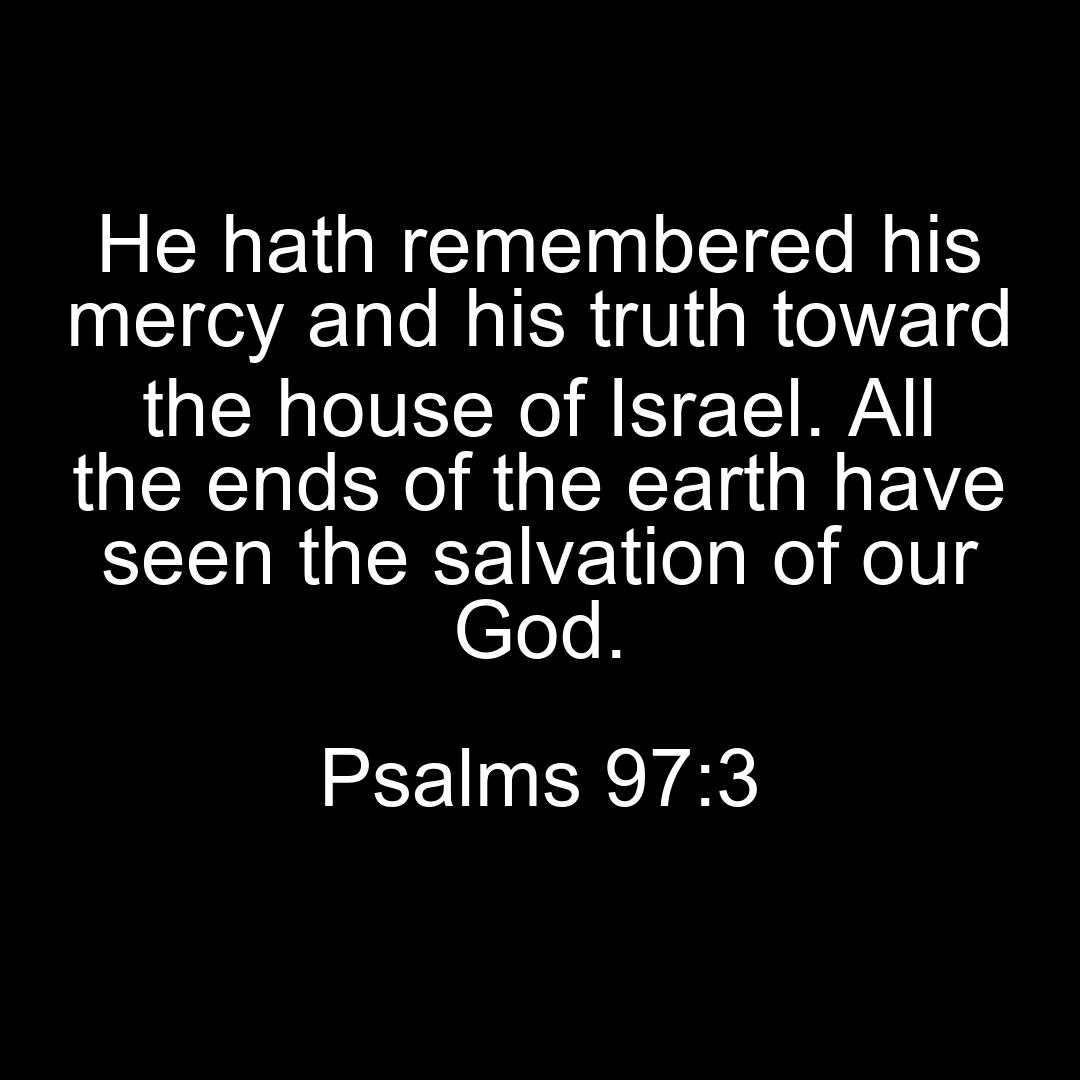 He hath remembered his
mercy and his truth toward
the house of Israel. All
the ends of the earth have
seen the salvation of our
God.
Psalms 97:3